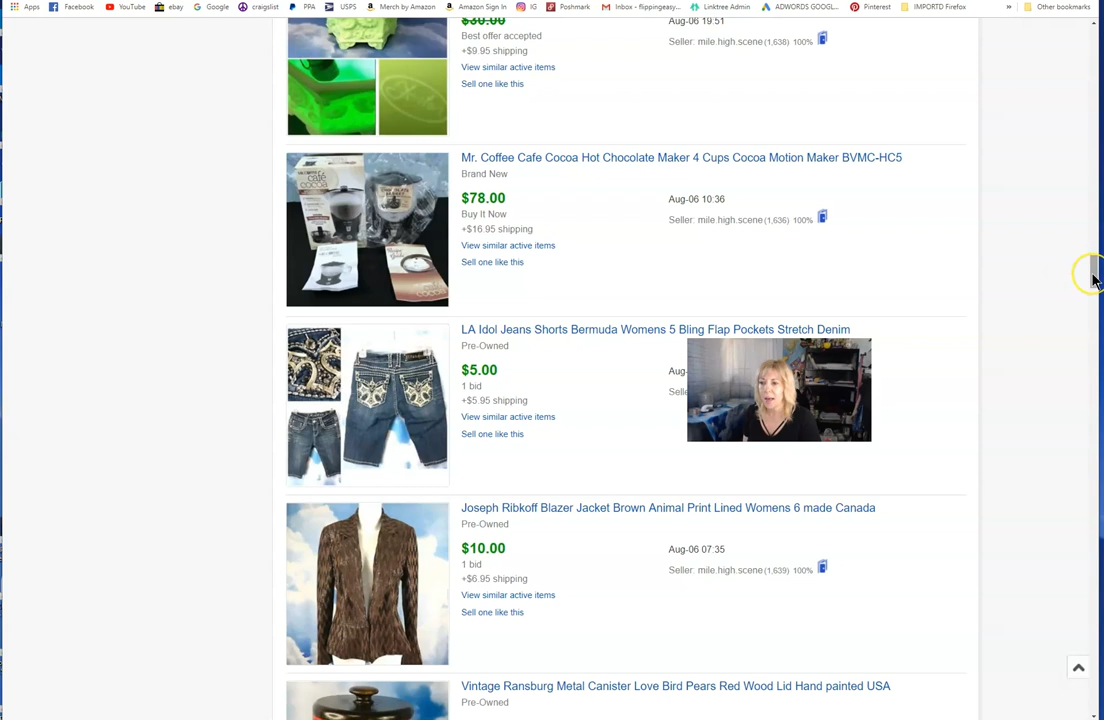 Apps Facebook YouTube ebay Google craigslist PPA USPS Merch by Amazon Amazon Sign In IG Poshmark Inbox - flippingeasy... Linktree Admin ADWORDS GOOGL... Pinterest IMPORTD Firefox » Other bookmarks
$30.00
Aug-06 19:51
Best offer accepted
Seller: mile.high.scene (1,638) 100%
+$9.95 shipping
View similar active items
Sell one like this
Mr. Coffee Cafe Cocoa Hot Chocolate Maker 4 Cups Cocoa Motion Maker BVMC-HC5
Brand New
$78.00
Aug-06 10:36
Buy It Now
Seller: mile.high.scene (1,636) 100%
+$16.95 shipping
View similar active items
Sell one like this
LA Idol Jeans Shorts Bermuda Womens 5 Bling Flap Pockets Stretch Denim
Pre-Owned
$5.00
Aug-
1 bid
Selle
+$5.95 shipping
View similar active items
Sell one like this
Joseph Ribkoff Blazer Jacket Brown Animal Print Lined Womens 6 made Canada
Pre-Owned
$10.00
Aug-06 07:35
1 bid
Seller: mile.high.scene (1,639) 100%
+$6.95 shipping
View similar active items
Sell one like this
Vintage Ransburg Metal Canister Love Bird Pears Red Wood Lid Hand painted USA
Pre-Owned